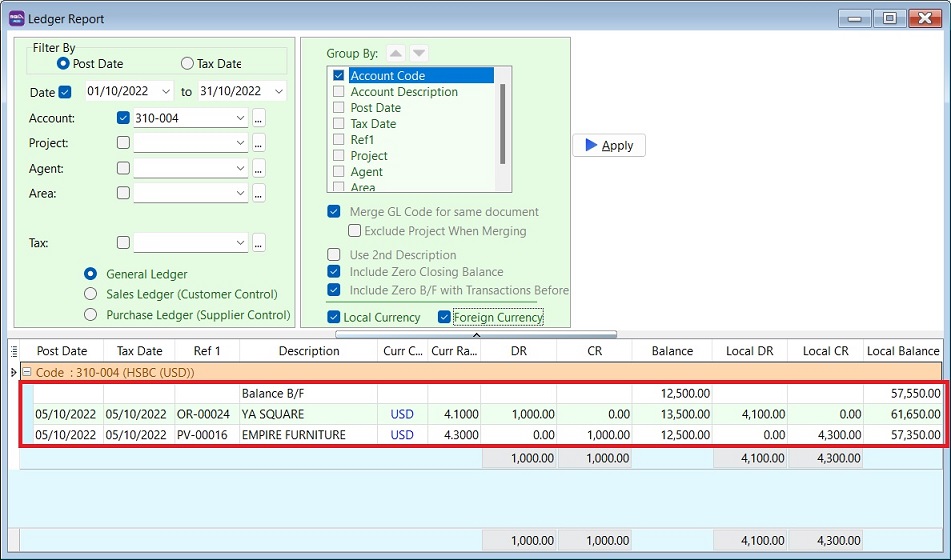 Ledger Report
Filter By
Post Date Tax Date
Date 01/10/2022 to 31/10/2022
Account: 310-004 ...
Project: ...
Agent: ...
Area: ...
Tax: ...
General Ledger
Sales Ledger (Customer Control)
Purchase Ledger (Supplier Control)
Group By:
Account Code
Account Description
Post Date
Tax Date
Ref1
Project
Agent
Area
Merge GL Code for same document
Exclude Project When Merging
Use 2nd Description
Include Zero Closing Balance
Include Zero B/F with Transactions Before
Local Currency Foreign Currency
Apply
Post Date Tax Date Ref 1 Description Curr C... Curr Ra... DR CR Balance Local DR Local CR Local Balance
Code : 310-004 (HSBC (USD))
Balance B/F 12,500.00 57,550.00
05/10/2022 05/10/2022 OR-00024 YA SQUARE USD 4.1000 1,000.00 0.00 13,500.00 4,100.00 0.00 61,650.00
05/10/2022 05/10/2022 PV-00016 EMPIRE FURNITURE USD 4.3000 0.00 1,000.00 12,500.00 0.00 4,300.00 57,350.00
1,000.00 1,000.00 4,100.00 4,300.00
1,000.00 1,000.00 4,100.00 4,300.00